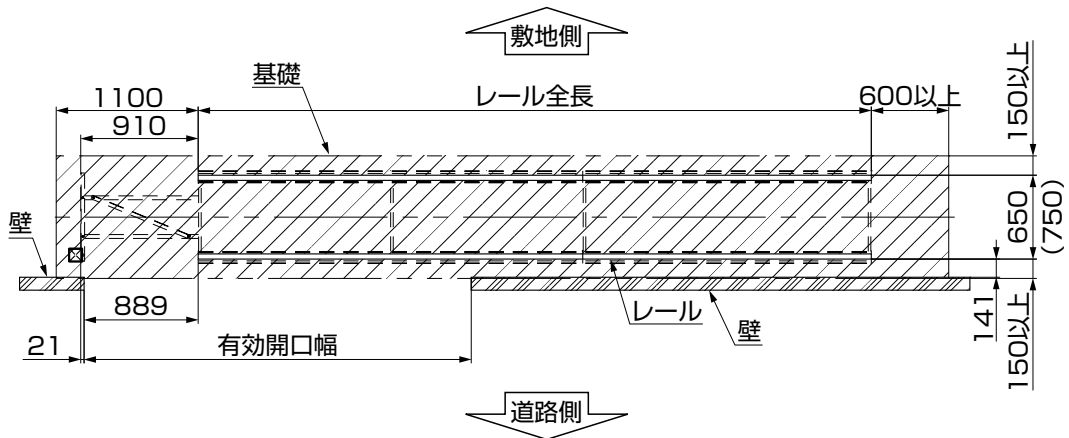 敷地側
基礎
1100
レール全長
600以上
150以上
910
壁
650
(750)
889
レール
壁
141
21
有効開口幅
150以上
道路側